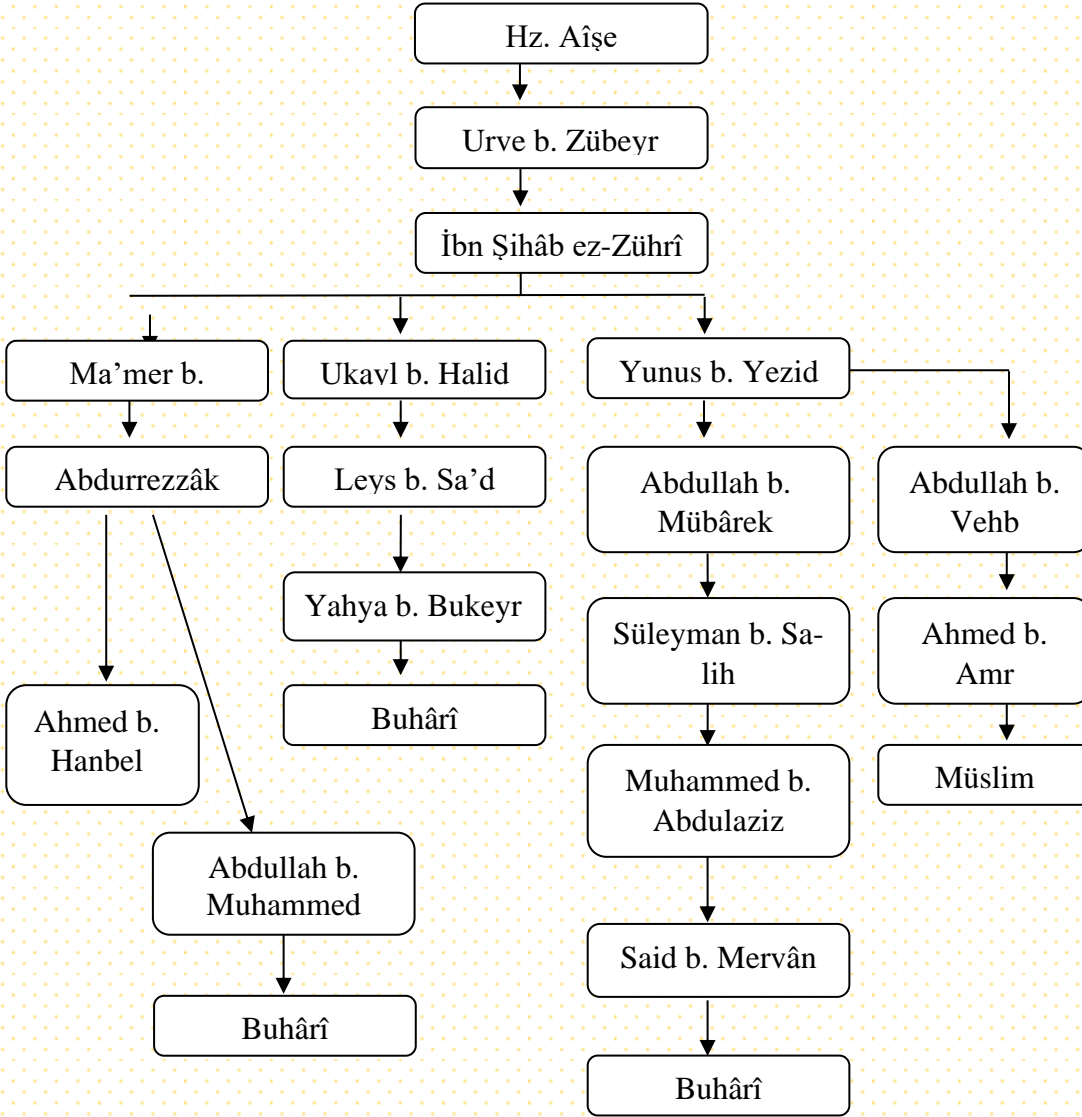 Hz. Aîşe
Urve b. Zübeyr
İbn Şihâb ez-Zührî
Ma’mer b.
Ukayl b. Halid
Yunus b. Yezid
Abdurrezzâk
Leys b. Sa’d
Abdullah b.
Mübârek
Abdullah b.
Vehb
Yahya b. Bukeyr
Süleyman b. Sa-
lih
Ahmed b.
Amr
Ahmed b.
Hanbel
Buhârî
Muhammed b.
Abdulaziz
Müslim
Abdullah b.
Muhammed
Said b. Mervân
Buhârî
Buhârî